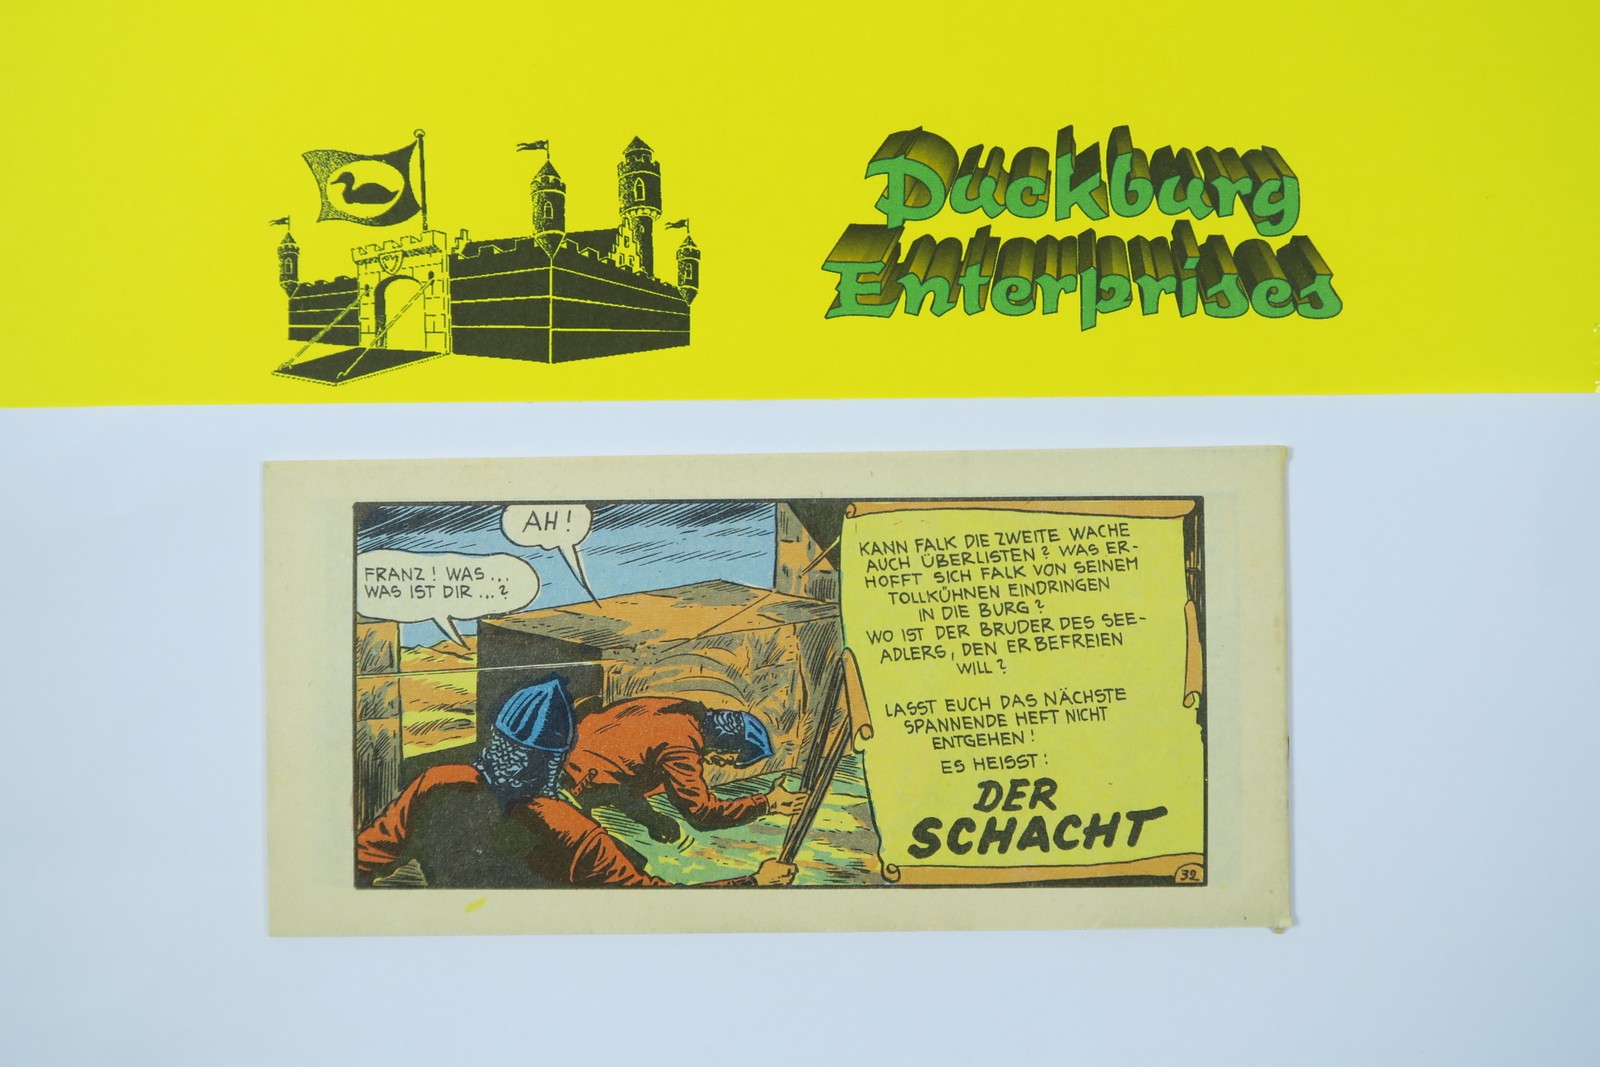 Duckburg
Enterprises
AH!
FRANZ! WAS...
WAS IST DIR...?
KANN FALK DIE ZWEITE WACHE
AUCH ÜBERLISTEN? WAS ER-
HOFFT SICH FALK VON SEINEM
TOLLKÜHNEN EINDRINGEN
IN DIE BURG?
WO IST DER BRUDER DES SEE-
ADLERS, DEN ER BEFREIEN
WILL?
LASST EUCH DAS NÄCHSTE
SPANNENDE HEFT NICHT
ENTGEHEN!
ES HEISST:
DER
SCHACHT
32